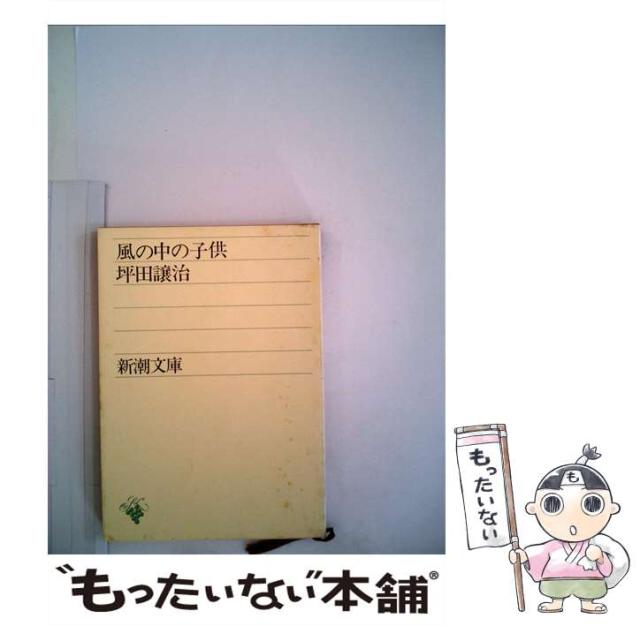 風の中の子供
坪田譲治
新潮文庫
もったいない
も
"もったいない"本舗®